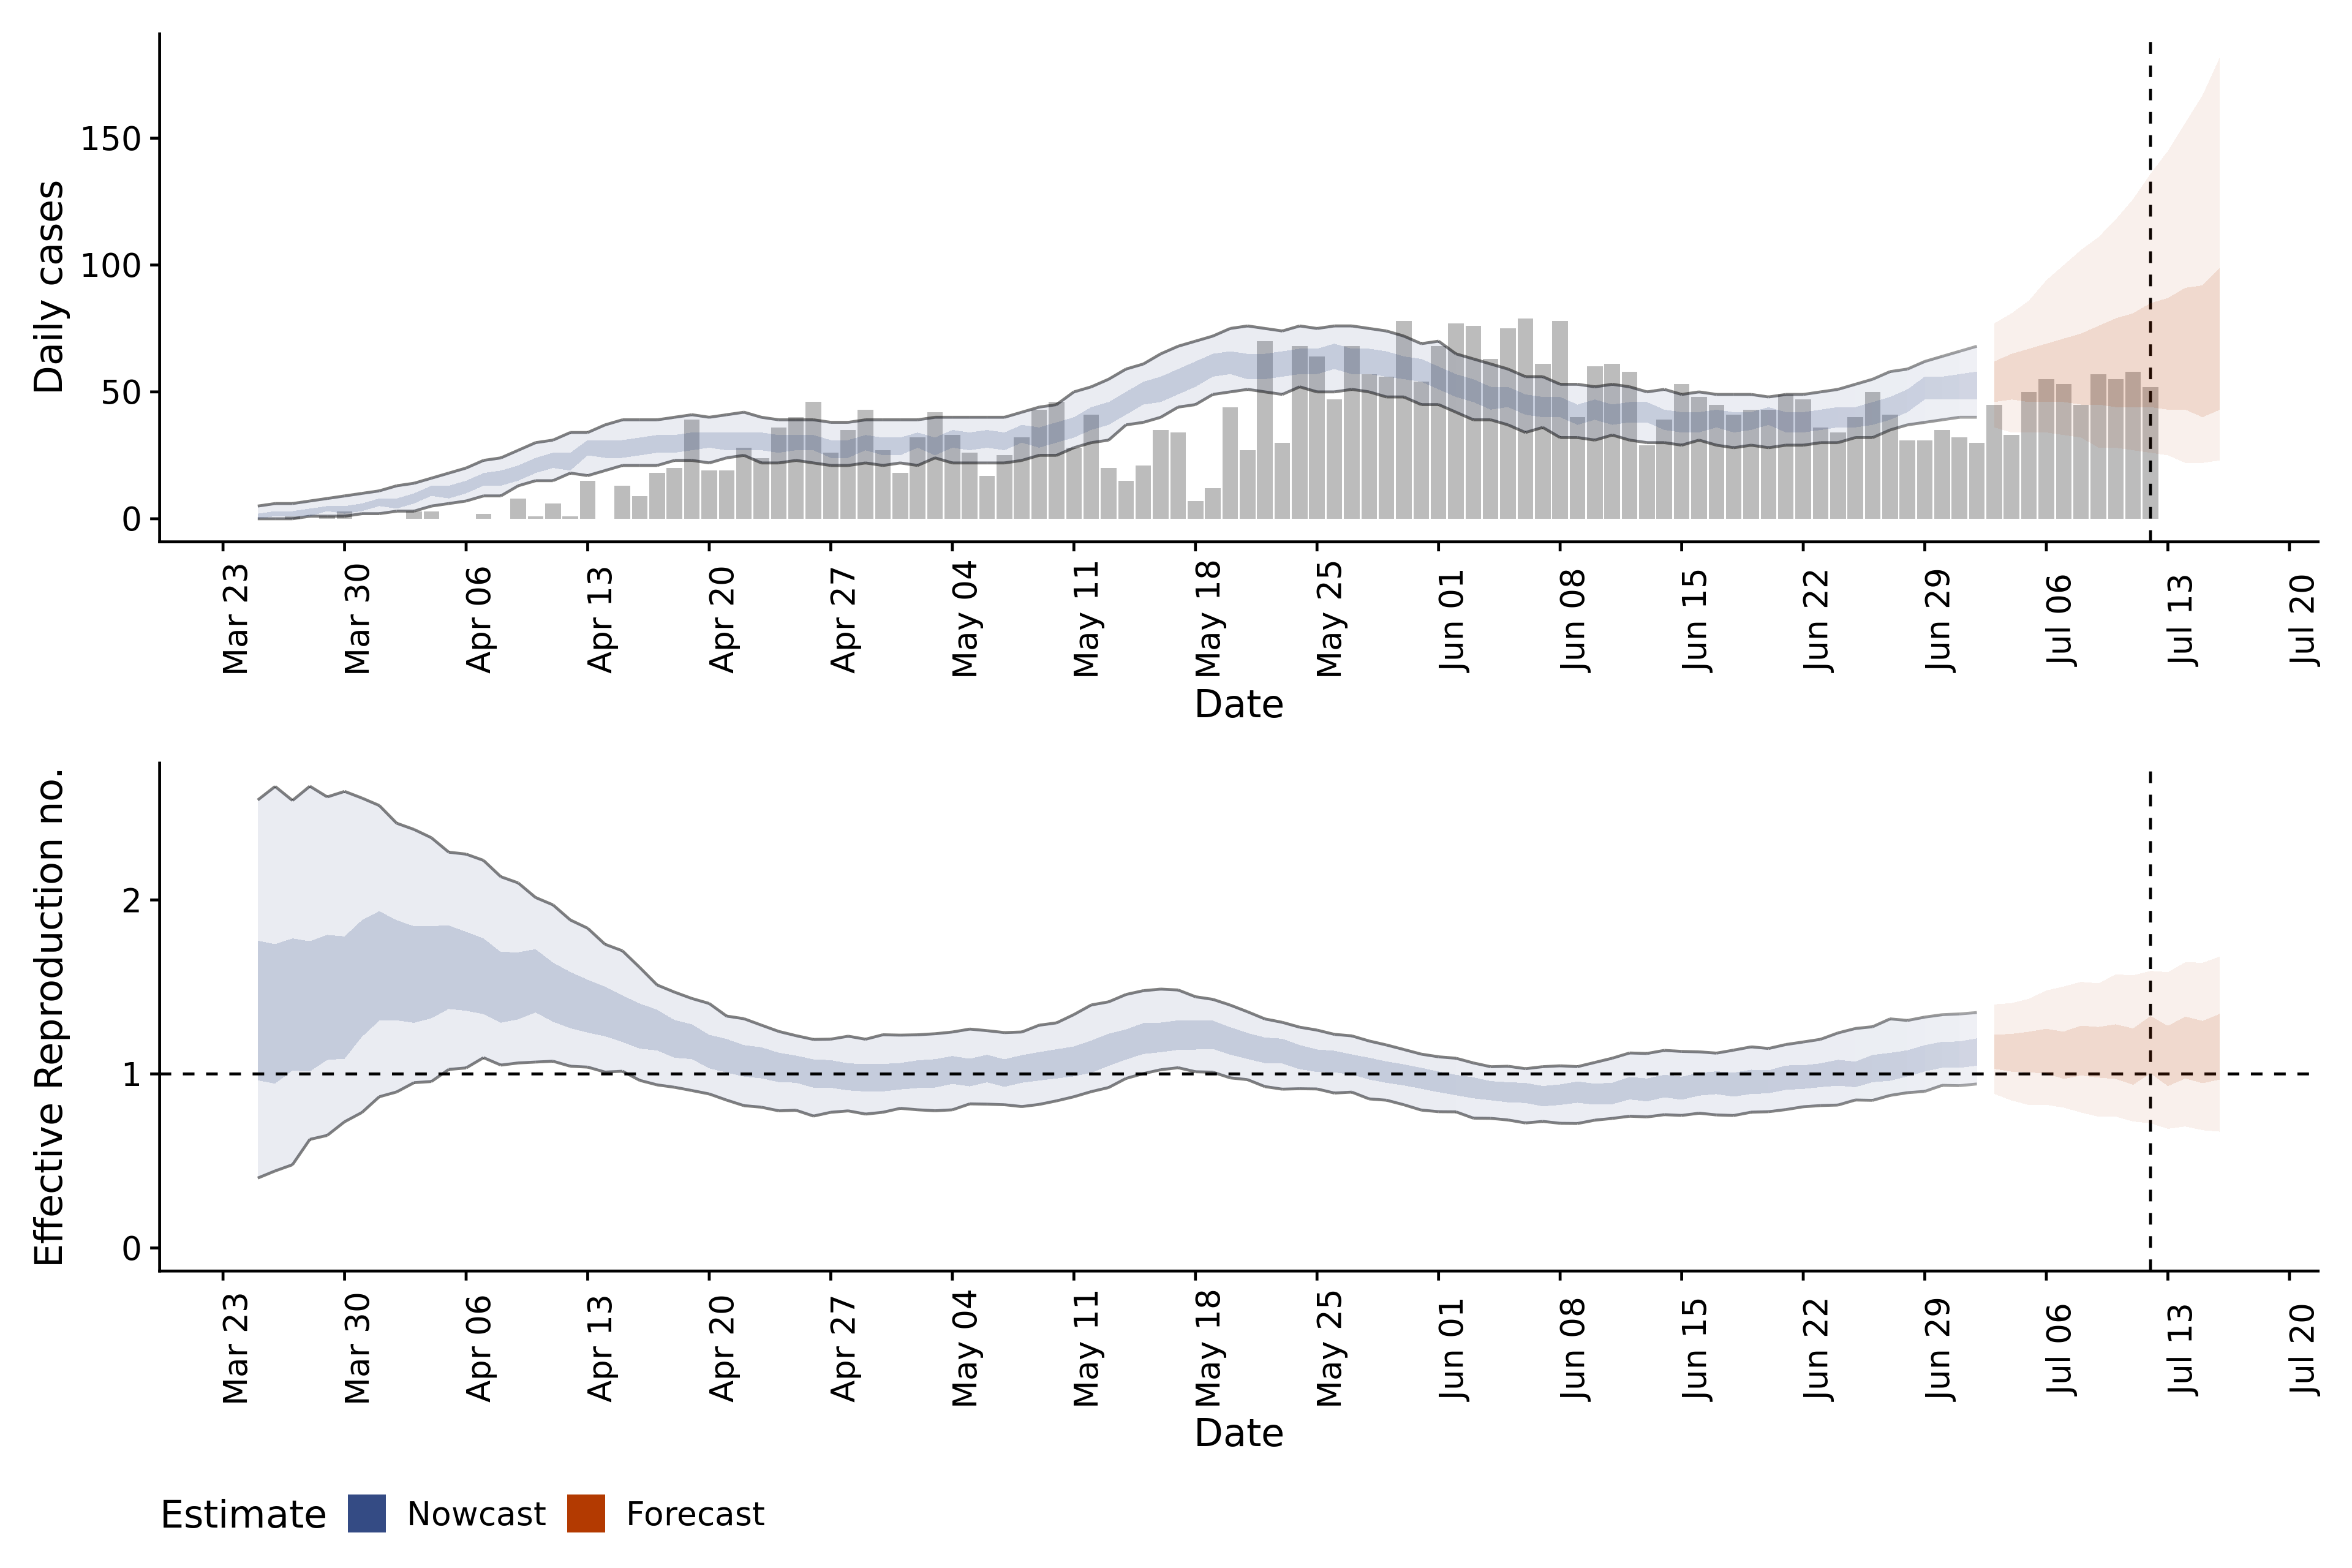 Daily cases
150
100
50
0
Mar 23
Mar 30
Apr 06
Apr 13
Apr 20
Apr 27
May 04
May 11
May 18
May 25
Jun 01
Jun 08
Jun 15
Jun 22
Jun 29
Jul 06
Jul 13
Jul 20
Date
Effective Reproduction no.
2
1
0
Mar 23
Mar 30
Apr 06
Apr 13
Apr 20
Apr 27
May 04
May 11
May 18
May 25
Jun 01
Jun 08
Jun 15
Jun 22
Jun 29
Jul 06
Jul 13
Jul 20
Date
Estimate Nowcast Forecast